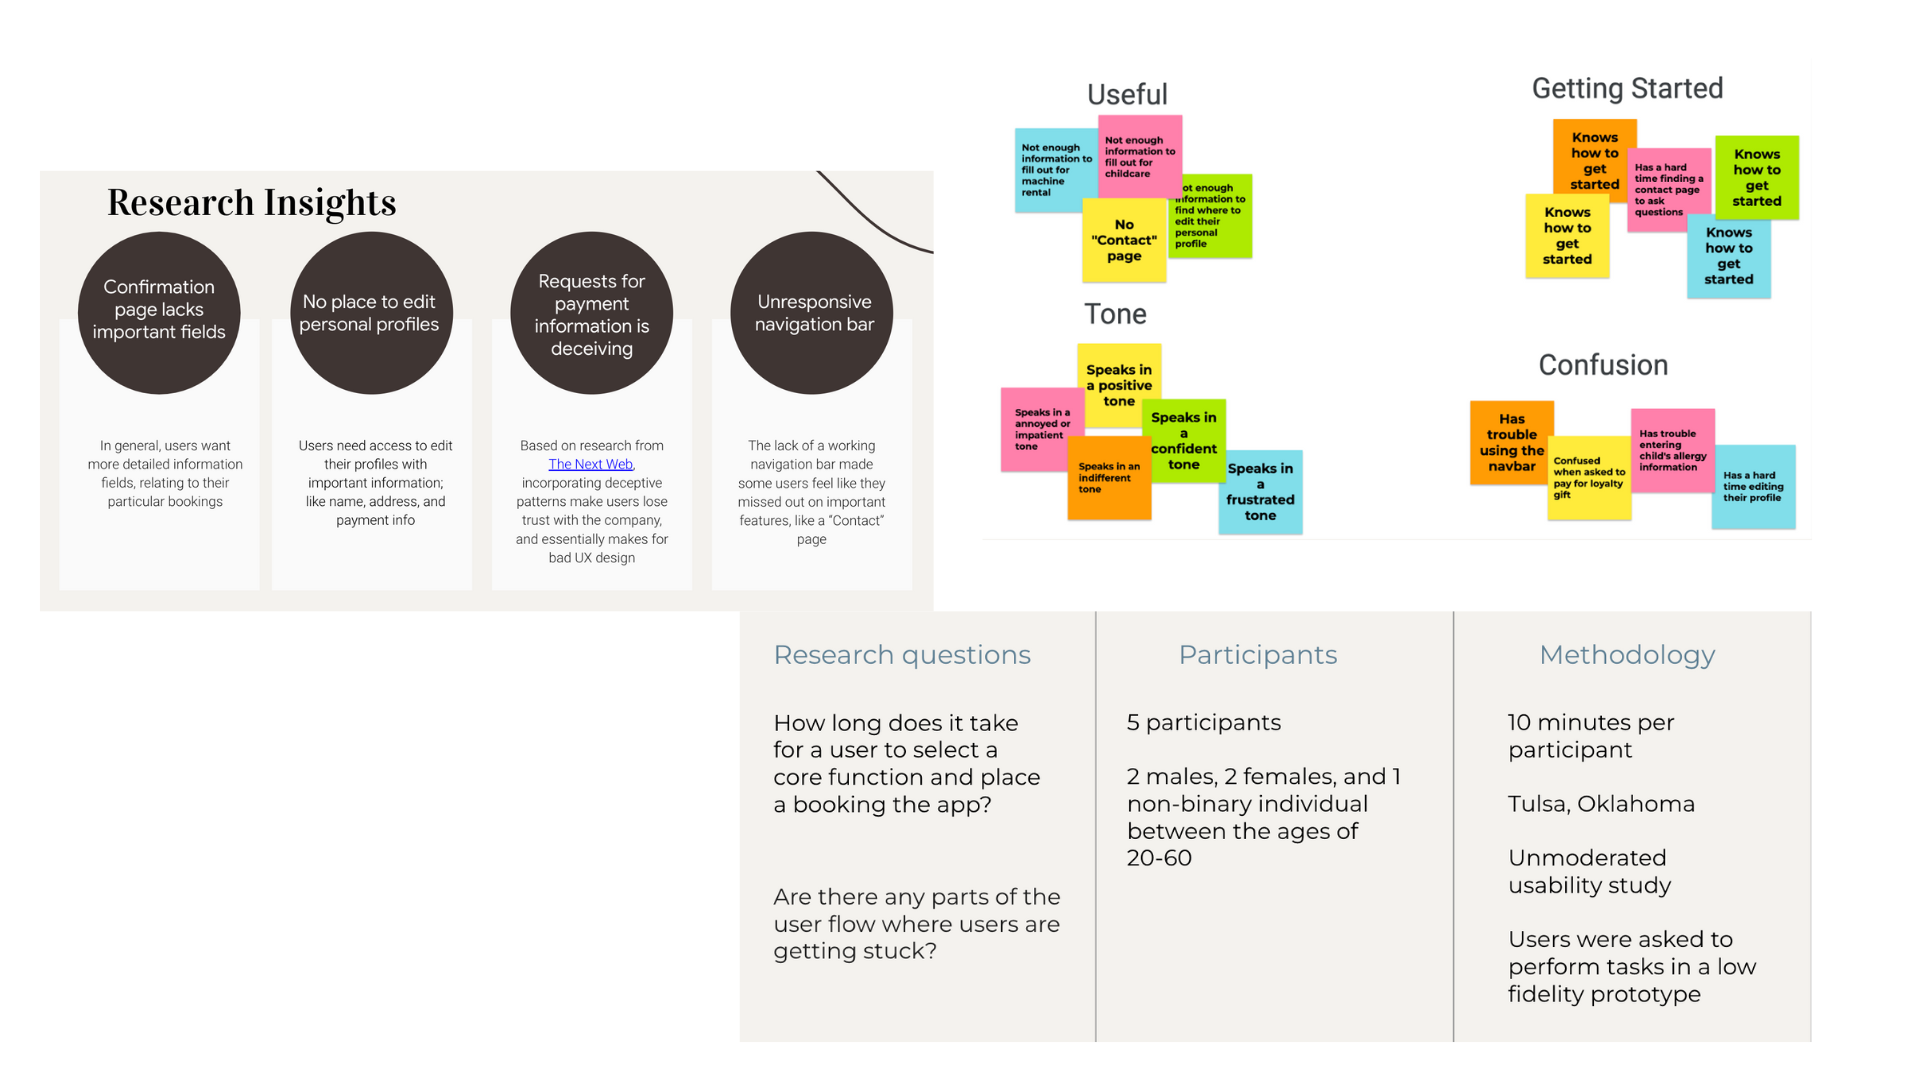 Research Insights
Confirmation
page lacks
important fields
In general, users want
more detailed information
fields, relating to their
particular bookings
No place to edit
personal profiles
Users need access to edit
their profiles with
important information;
like name, address, and
payment info
Requests for
payment
information is
deceiving
Based on research from
The Next Web,
incorporating deceptive
patterns make users lose
trust with the company,
and essentially makes for
bad UX design
Unresponsive
navigation bar
The lack of a working
navigation bar made
some users feel like they
missed out on important
features, like a “Contact”
page
Useful
Not enough
information to
fill out for
machine
rental
Not enough
information to
fill out for
childcare
No
"Contact"
page
ot enough
information to
find where to
edit their
personal
profile
Getting Started
Knows
how to
get
started
Has a hard
time finding a
contact page
to ask
questions
Knows
how to
get
started
Knows
how to
get
started
Knows
how to
get
started
Tone
Speaks in
a positive
tone
Speaks in a
annoyed or
impatient
tone
Speaks in
a
confident
tone
Speaks in an
indifferent
tone
Speaks in
a
frustrated
tone
Confusion
Has
trouble
using the
navbar
Confused
when asked to
pay for loyalty
gift
Has trouble
entering
child's allergy
information
Has a hard
time editing
their profile
Research questions
How long does it take
for a user to select a
core function and place
a booking the app?
Are there any parts of the
user flow where users are
getting stuck?
Participants
5 participants
2 males, 2 females, and 1
non-binary individual
between the ages of
20-60
Methodology
10 minutes per
participant
Tulsa, Oklahoma
Unmoderated
usability study
Users were asked to
perform tasks in a low
fidelity prototype